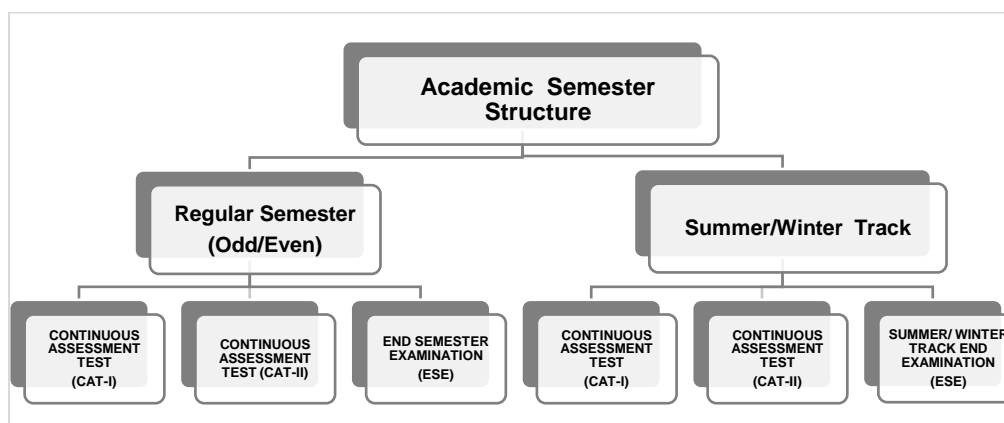 Academic Semester
Structure
Regular Semester
(Odd/Even)
Summer/Winter Track
CONTINUOUS
ASSESSMENT
TEST
(CAT-I)
CONTINUOUS
ASSESSMENT
TEST (CAT-II)
END SEMESTER
EXAMINATION
(ESE)
CONTINUOUS
ASSESSMENT
TEST
(CAT-I)
CONTINUOUS
ASSESSMENT
TEST
(CAT-II)
SUMMER/ WINTER
TRACK END
EXAMINATION
(ESE)